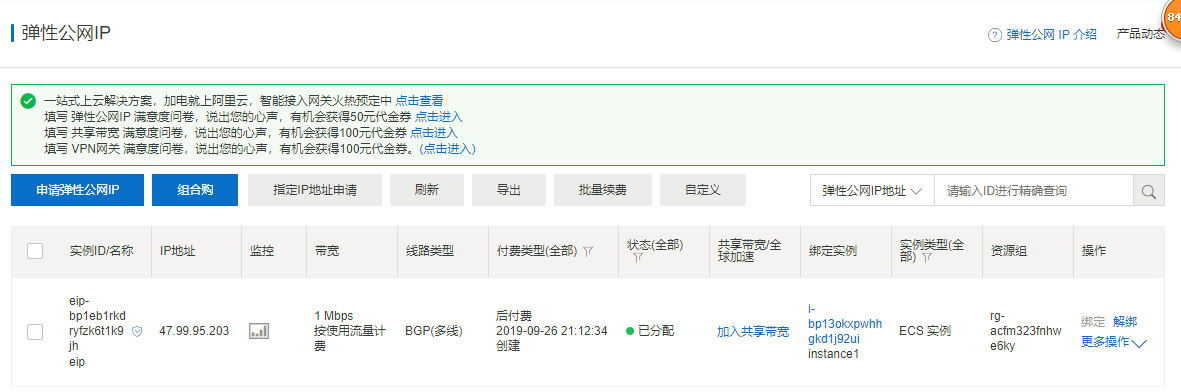 弹性公网IP
弹性公网 IP 介绍
产品动态
84
一站式上云解决方案，加电就上阿里云，智能接入网关火热预定中 点击查看
填写 弹性公网IP 满意度问卷，说出您的心声，有机会获得50元代金券 点击进入
填写 共享带宽 满意度问卷，说出您的心声，有机会获得100元代金券 点击进入
填写 VPN网关 满意度问卷，说出您的心声，有机会获得100元代金券。(点击进入)
申请弹性公网IP
组合购
指定IP地址申请
刷新
导出
批量续费
自定义
弹性公网IP地址
请输入ID进行精确查询
实例ID/名称
IP地址
监控
带宽
线路类型
付费类型(全部)
状态(全部)
共享带宽/全
球加速
绑定实例
实例类型(全
部)
资源组
操作
eip-
bp1eb1rkd
ryfzk6t1k9
jh
eip
47.99.95.203
1 Mbps
按使用流量计
费
BGP(多线)
后付费
2019-09-26 21:12:34
创建
已分配
加入共享带宽
i-
bp13okxpwhh
gkd1j92ui
instance1
ECS 实例
rg-
acfm323fnhw
e6ky
绑定 解绑
更多操作